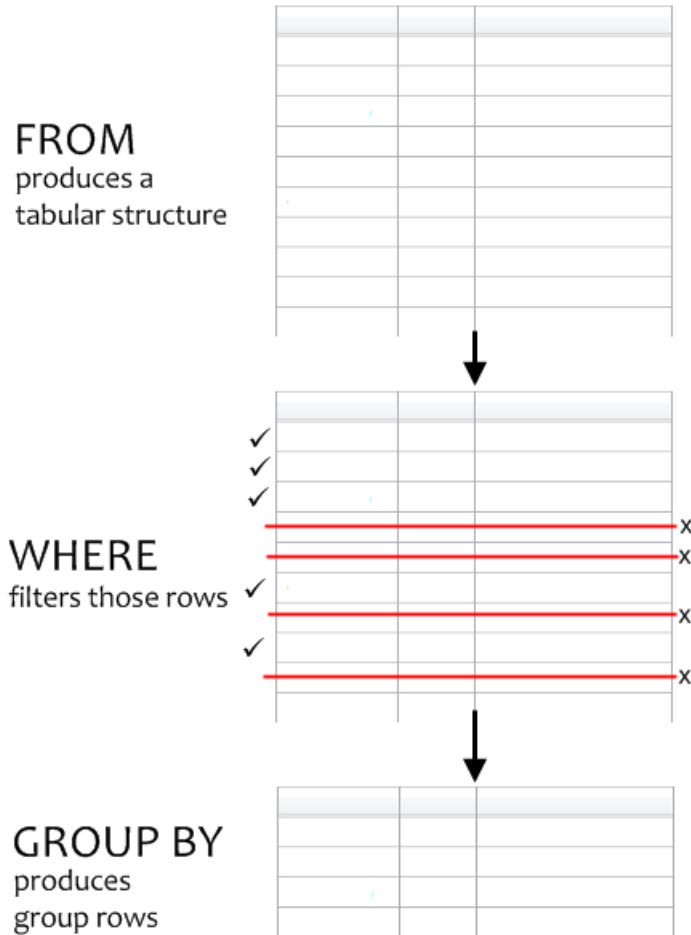 FROM
produces a
tabular structure
✓
✓
✓
x
x
WHERE
filters those rows
✓
x
✓
x
GROUP BY
produces
group rows